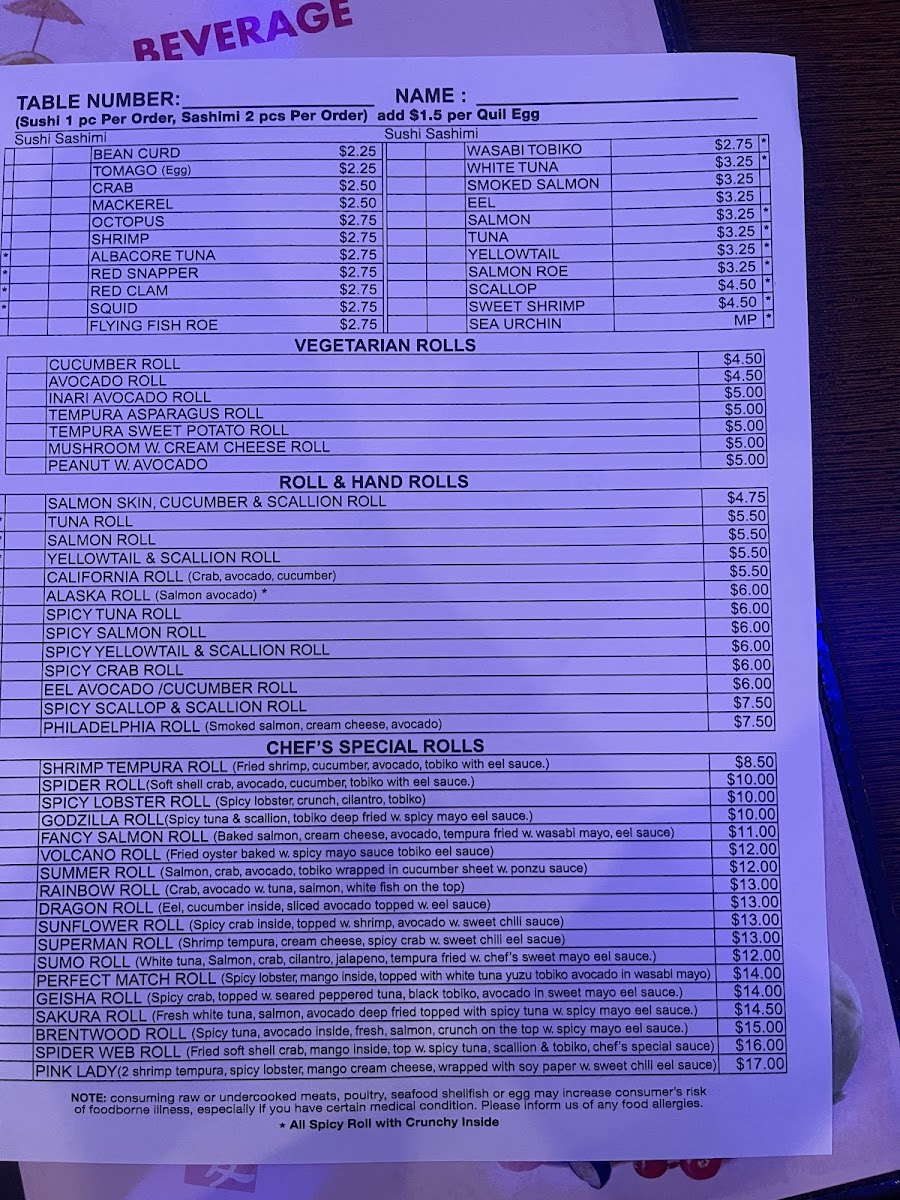 BEVERAGE
TABLE NUMBER: NAME :
(Sushi 1 pc Per Order, Sashimi 2 pcs Per Order) add $1.5 per Quil Egg
Sushi Sashimi
BEAN CURD $2.25
TOMAGO (Egg) $2.25
CRAB $2.50
MACKEREL $2.50
OCTOPUS $2.75
SHRIMP $2.75
* ALBACORE TUNA $2.75
* RED SNAPPER $2.75
* RED CLAM $2.75
* SQUID $2.75
FLYING FISH ROE $2.75
Sushi Sashimi
WASABI TOBIKO $2.75 *
WHITE TUNA $3.25 *
SMOKED SALMON $3.25
EEL $3.25
SALMON $3.25 *
TUNA $3.25 *
YELLOWTAIL $3.25 *
SALMON ROE $3.25 *
SCALLOP $4.50 *
SWEET SHRIMP $4.50 *
SEA URCHIN MP *
VEGETARIAN ROLLS
CUCUMBER ROLL $4.50
AVOCADO ROLL $4.50
INARI AVOCADO ROLL $5.00
TEMPURA ASPARAGUS ROLL $5.00
TEMPURA SWEET POTATO ROLL $5.00
MUSHROOM W. CREAM CHEESE ROLL $5.00
PEANUT W. AVOCADO $5.00
ROLL & HAND ROLLS
SALMON SKIN, CUCUMBER & SCALLION ROLL $4.75
TUNA ROLL $5.50
SALMON ROLL $5.50
YELLOWTAIL & SCALLION ROLL $5.50
CALIFORNIA ROLL (Crab, avocado, cucumber) $5.50
ALASKA ROLL (Salmon avocado) * $6.00
SPICY TUNA ROLL $6.00
SPICY SALMON ROLL $6.00
SPICY YELLOWTAIL & SCALLION ROLL $6.00
SPICY CRAB ROLL $6.00
EEL AVOCADO /CUCUMBER ROLL $6.00
SPICY SCALLOP & SCALLION ROLL $7.50
PHILADELPHIA ROLL (Smoked salmon, cream cheese, avocado) $7.50
CHEF'S SPECIAL ROLLS
SHRIMP TEMPURA ROLL (Fried shrimp, cucumber, avocado, tobiko with eel sauce.) $8.50
SPIDER ROLL(Soft shell crab, avocado, cucumber, tobiko with eel sauce.) $10.00
SPICY LOBSTER ROLL (Spicy lobster, crunch, cilantro, tobiko) $10.00
GODZILLA ROLL(Spicy tuna & scallion, tobiko deep fried w. spicy mayo eel sauce.) $10.00
FANCY SALMON ROLL (Baked salmon, cream cheese, avocado, tempura fried w. wasabi mayo, eel sauce) $11.00
VOLCANO ROLL (Fried oyster baked w. spicy mayo sauce tobiko eel sauce) $12.00
SUMMER ROLL (Salmon, crab, avocado, tobiko wrapped in cucumber sheet w. ponzu sauce) $12.00
RAINBOW ROLL (Crab, avocado w. tuna, salmon, white fish on the top) $13.00
DRAGON ROLL (Eel, cucumber inside, sliced avocado topped w. eel sauce) $13.00
SUNFLOWER ROLL (Spicy crab inside, topped w. shrimp, avocado w. sweet chili sauce) $13.00
SUPERMAN ROLL (Shrimp tempura, cream cheese, spicy crab w. sweet chili eel sacue) $13.00
SUMO ROLL (White tuna, Salmon, crab, cilantro, jalapeno, tempura fried w. chef's sweet mayo eel sauce.) $12.00
PERFECT MATCH ROLL (Spicy lobster, mango inside, topped with white tuna yuzu tobiko avocado in wasabi mayo) $14.00
GEISHA ROLL (Spicy crab, topped w. seared peppered tuna, black tobiko, avocado in sweet mayo eel sauce.) $14.00
SAKURA ROLL (Fresh white tuna, salmon, avocado deep fried topped with spicy tuna w. spicy mayo eel sauce.) $14.50
BRENTWOOD ROLL (Spicy tuna, avocado inside, fresh, salmon, crunch on the top w. spicy mayo eel sauce.) $15.00
SPIDER WEB ROLL (Fried soft shell crab, mango inside, top w. spicy tuna, scallion & tobiko, chef's special sauce) $16.00
PINK LADY(2 shrimp tempura, spicy lobster, mango cream cheese, wrapped with soy paper w. sweet chili eel sauce) $17.00
NOTE: consuming raw or undercooked meats, poultry, seafood shellfish or egg may increase consumer's risk
of foodborne illness, especially if you have certain medical condition. Please inform us of any food allergies.
* All Spicy Roll with Crunchy Inside